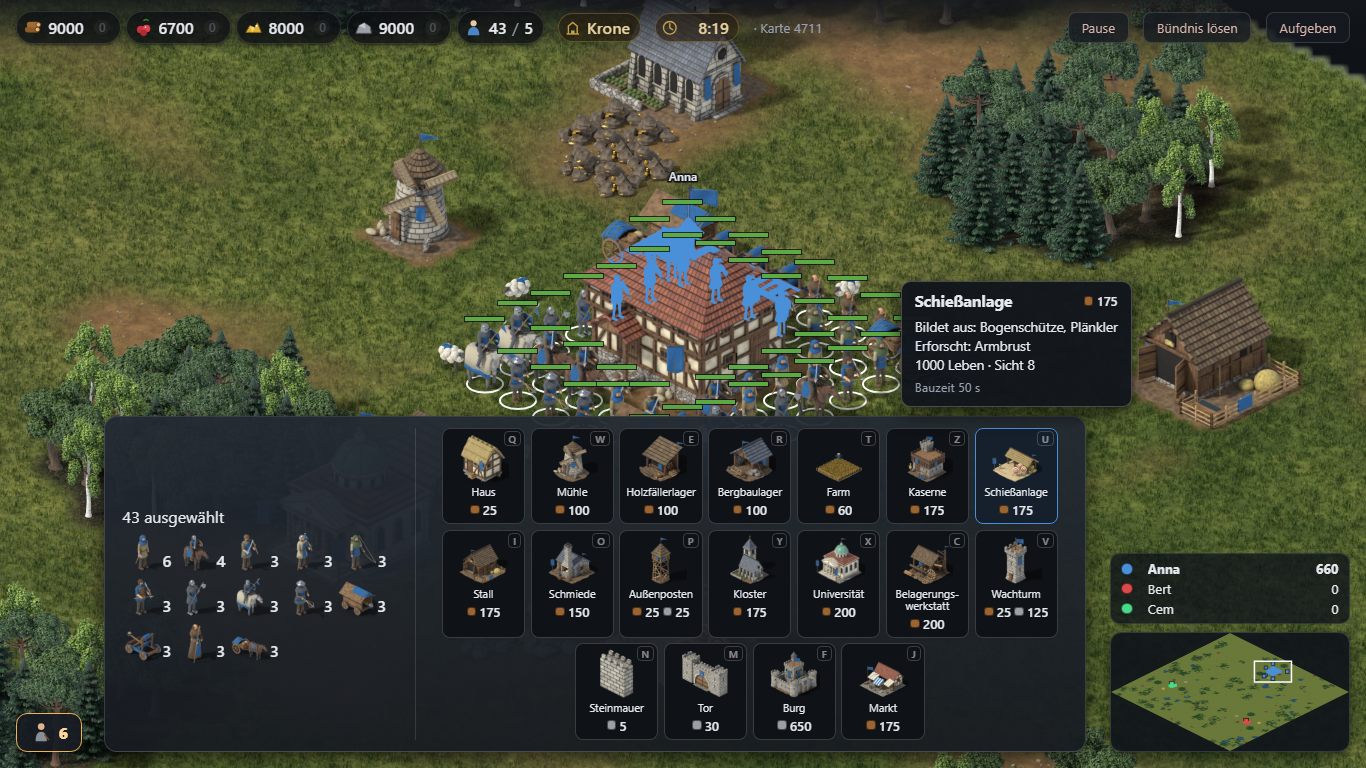 9000 0
6700 0
8000 0
9000 0
43 / 5
Krone
8:19
· Karte 4711
Pause
Bündnis lösen
Aufgeben
Anna
Schießanlage 175
Bildet aus: Bogenschütze, Plänkler
Erforscht: Armbrust
1000 Leben · Sicht 8
Bauzeit 50 s
43 ausgewählt
6 4 3 3 3
3 3 3 3 3
3 3 3
Q
Haus
25
W
Mühle
100
E
Holzfällerlager
100
R
Bergbaulager
100
T
Farm
60
Z
Kaserne
175
U
Schießanlage
175
I
Stall
175
O
Schmiede
150
P
Außenposten
25 25
Y
Kloster
175
X
Universität
200
C
Belagerungs-
werkstatt
200
V
Wachturm
25 125
N
Steinmauer
5
M
Tor
30
F
Burg
650
J
Markt
175
Anna 660
Bert 0
Cem 0
6